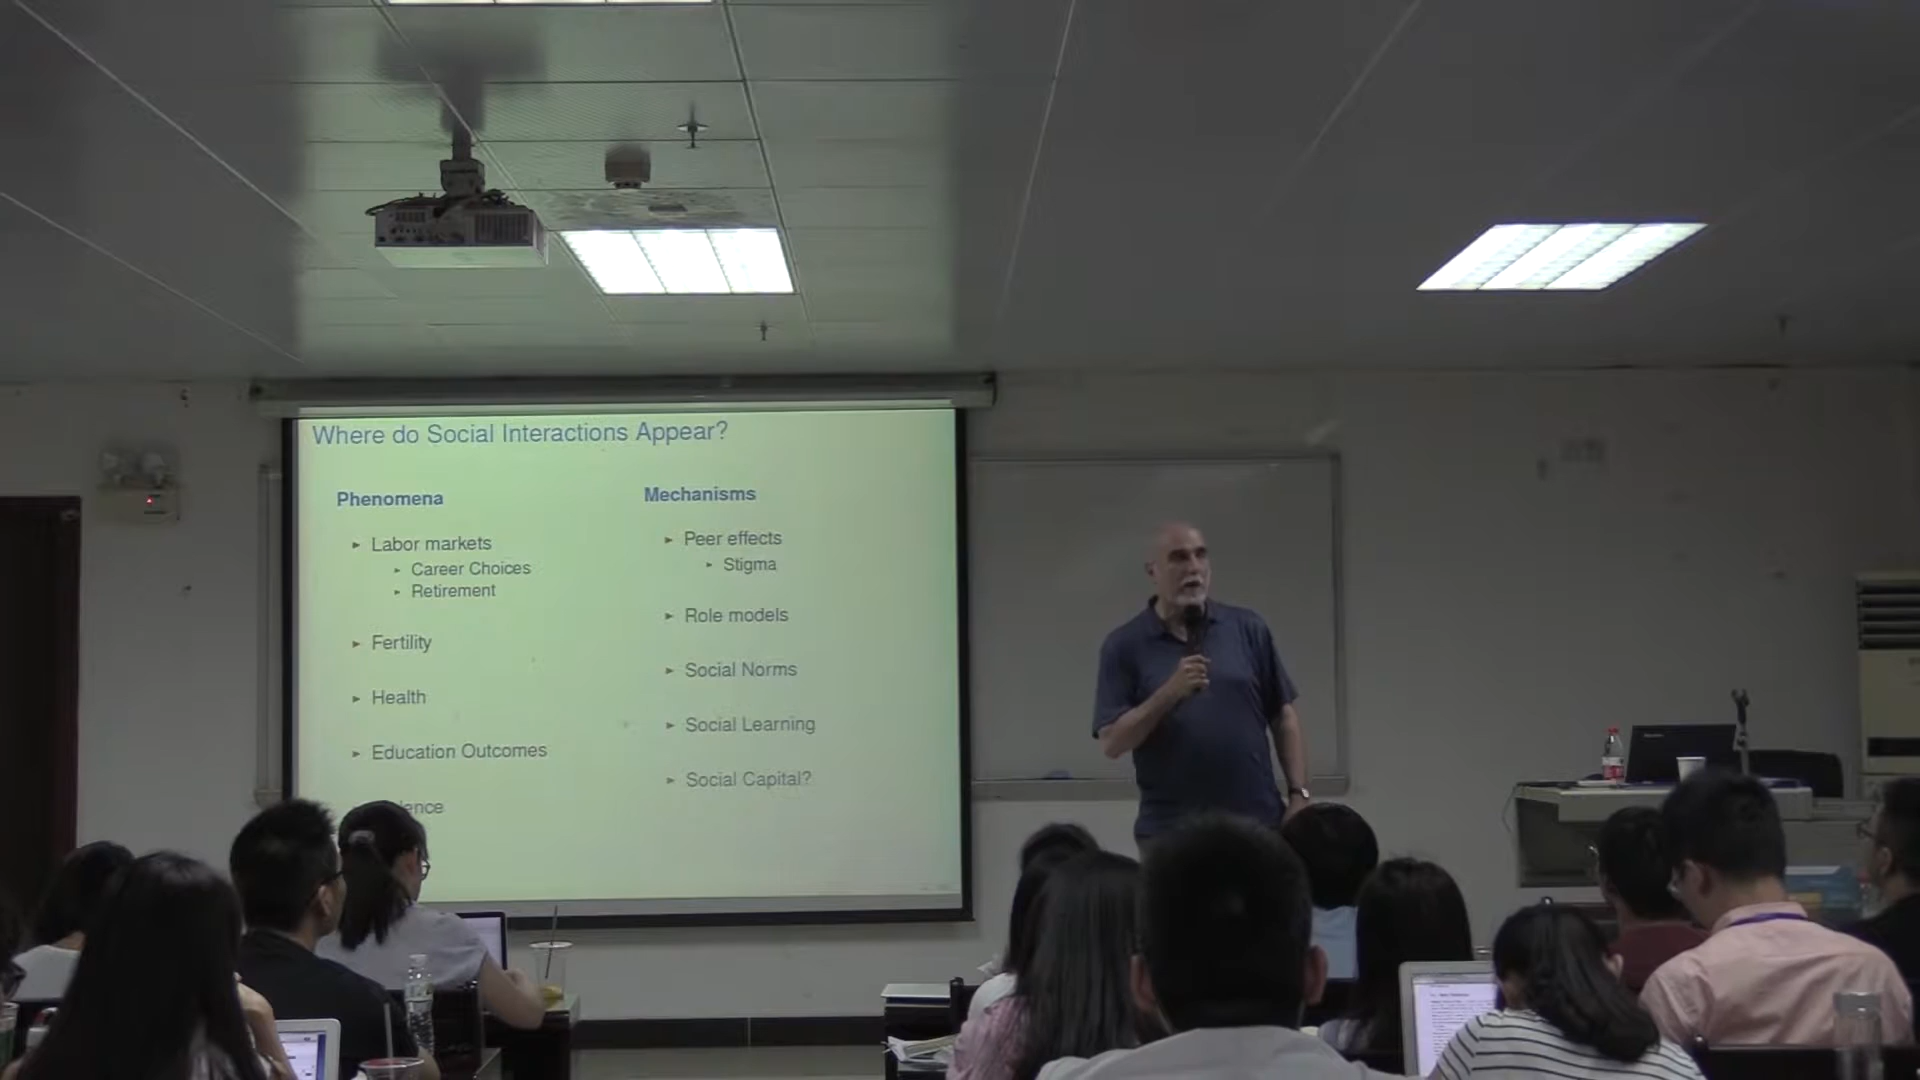 Where do Social Interactions Appear?
Phenomena
► Labor markets
► Career Choices
► Retirement
► Fertility
► Health
► Education Outcomes
Mechanisms
► Peer effects
► Stigma
► Role models
► Social Norms
► Social Learning
► Social Capital?